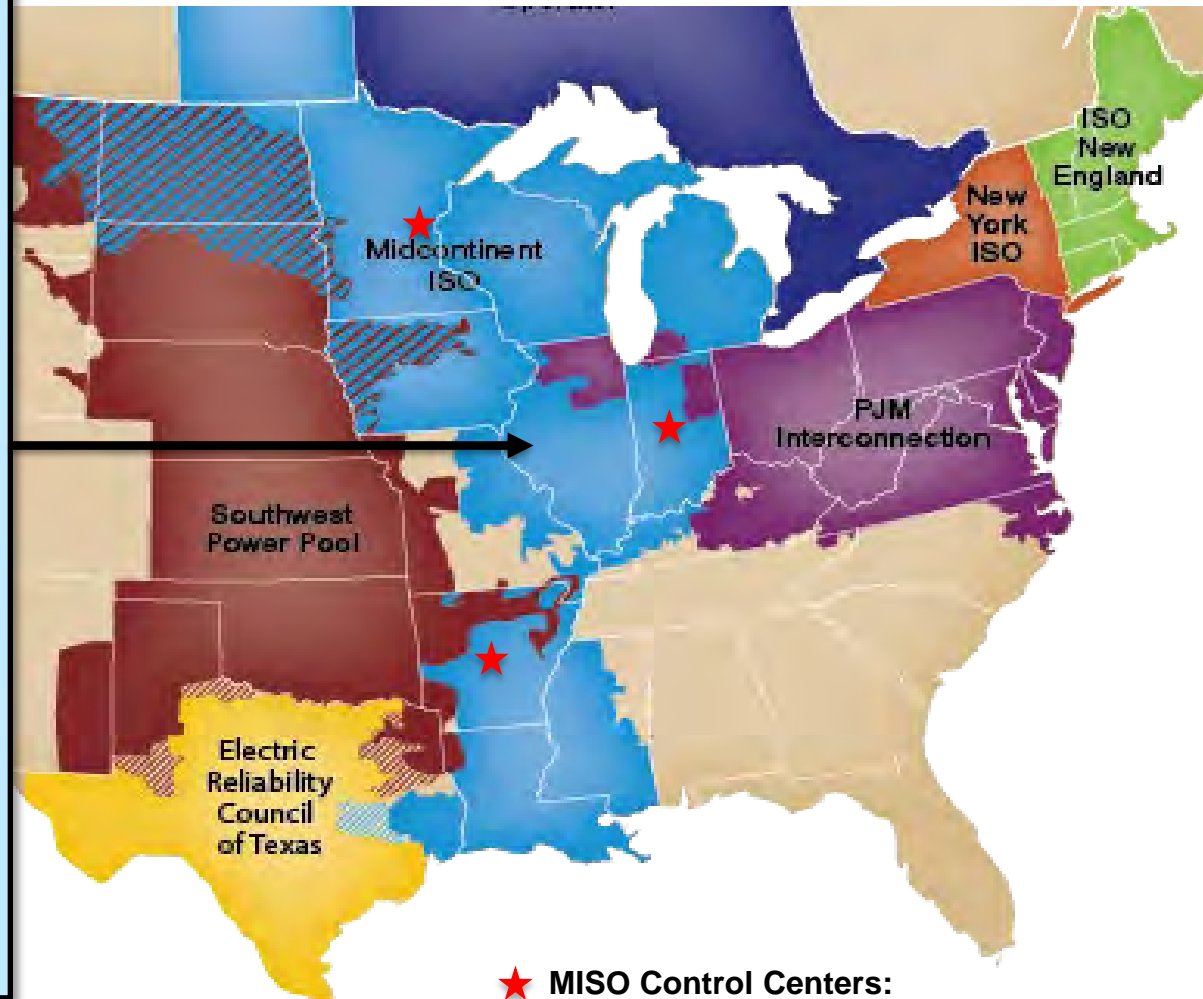 ISO
New
England
New
York
ISO
Midcontinent
ISO
PJM
Interconnection
Southwest
Power Pool
Electric
Reliability
Council
of Texas
MISO Control Centers: